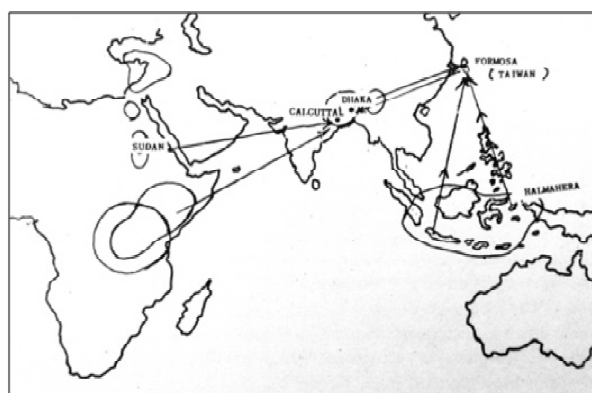 FORMOSA
( TAIWAN )
DHAKA
CALCUTTA
SUDAN
HALMAHERA